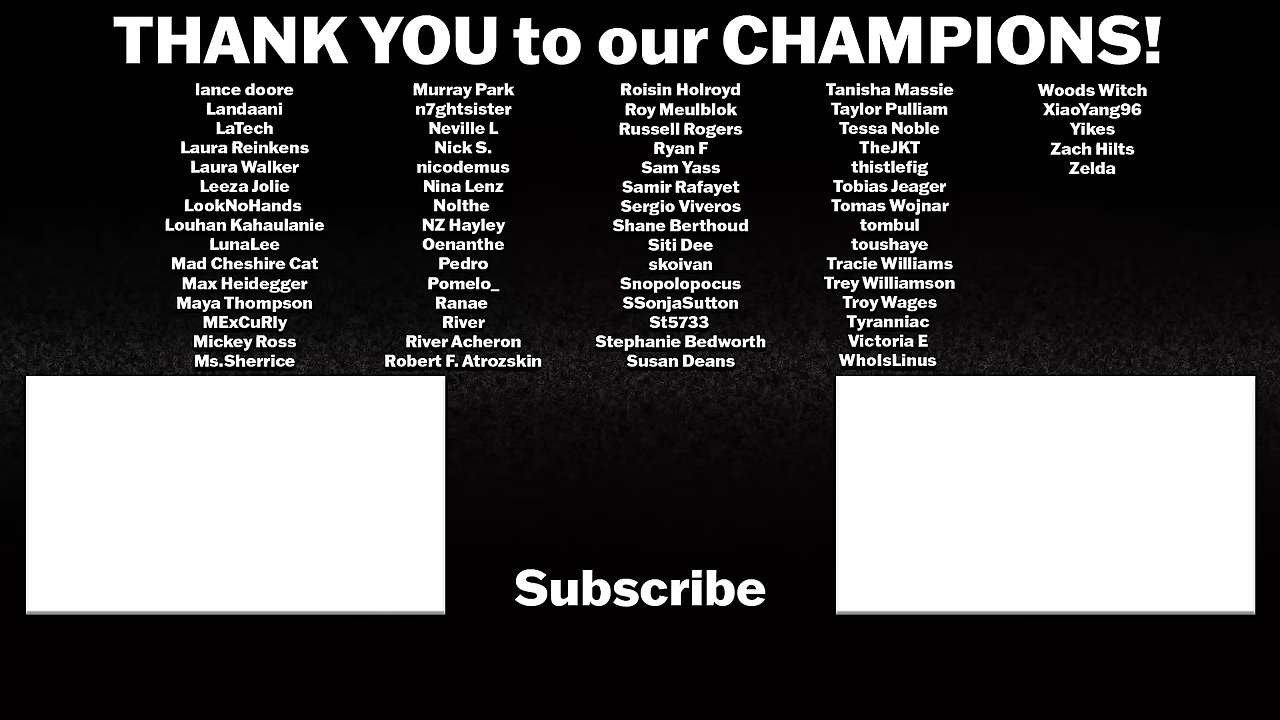 THANK YOU to our CHAMPIONS!
lance doore
Landaani
LaTech
Laura Reinkens
Laura Walker
Leeza Jolie
LookNoHands
Louhan Kahaulanie
LunaLee
Mad Cheshire Cat
Max Heidegger
Maya Thompson
MExCuRly
Mickey Ross
Ms.Sherrice
Murray Park
n7ghtsister
Neville L
Nick S.
nicodemus
Nina Lenz
Nolthe
NZ Hayley
Oenanthe
Pedro
Pomelo_
Ranae
River
River Acheron
Robert F. Atrozskin
Roisin Holroyd
Roy Meulblok
Russell Rogers
Ryan F
Sam Yass
Samir Rafayet
Sergio Viveros
Shane Berthoud
Siti Dee
skoivan
Snopolopocus
SSonjaSutton
St5733
Stephanie Bedworth
Susan Deans
Tanisha Massie
Taylor Pulliam
Tessa Noble
TheJKT
thistlefig
Tobias Jeager
Tomas Wojnar
tombul
toushaye
Tracie Williams
Trey Williamson
Troy Wages
Tyranniac
Victoria E
WhoIsLinus
Woods Witch
XiaoYang96
Yikes
Zach Hilts
Zelda
Subscribe